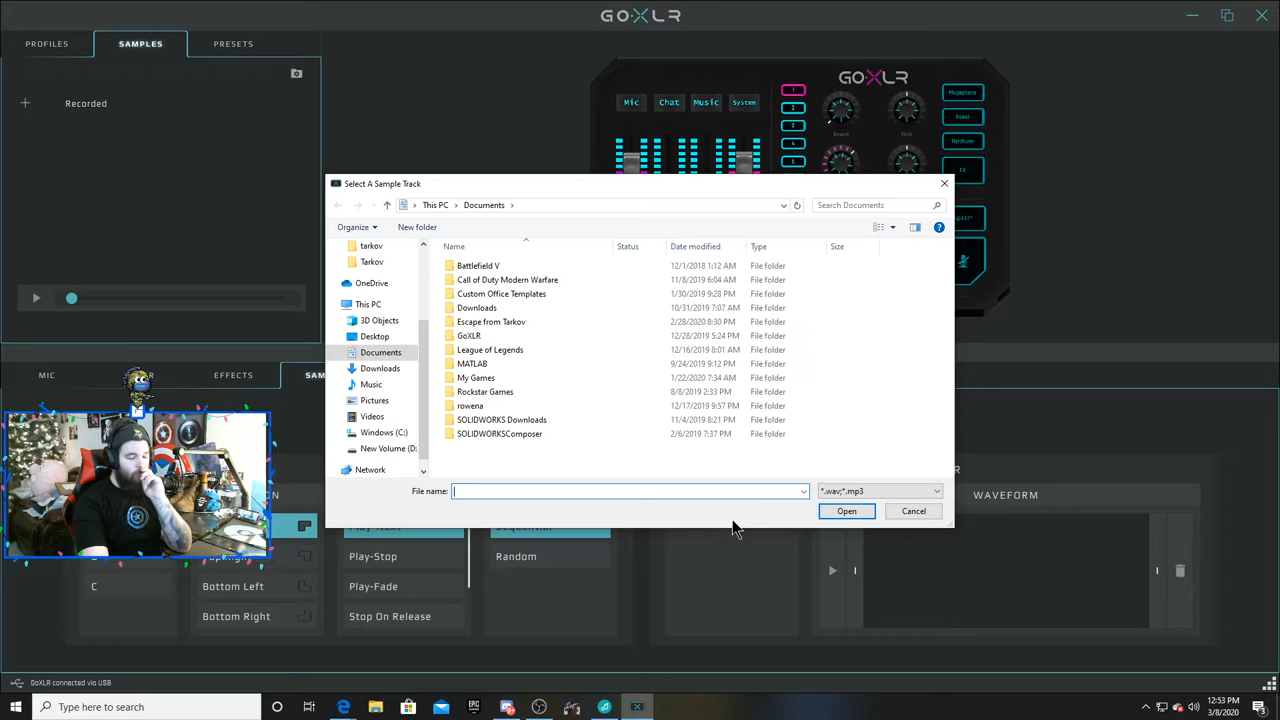 GO·XLR
PROFILES
SAMPLES
PRESETS
Recorded
GO·XLR
Mic
Chat
Music
System
1
2
3
4
5
Reverb
Pitch
Megaphone
Robot
Hardtune
FX
Select A Sample Track
This PC
Documents
Search Documents
Organize
New folder
tarkov
Tarkov
OneDrive
This PC
3D Objects
Desktop
Documents
Downloads
Music
Pictures
Videos
Windows (C:)
New Volume (D:
Network
Name
Status
Date modified
Type
Size
Battlefield V 12/1/2018 1:12 AM File folder
Call of Duty Modern Warfare 11/8/2019 6:04 AM File folder
Custom Office Templates 1/30/2019 9:28 PM File folder
Downloads 10/31/2019 7:07 AM File folder
Escape from Tarkov 2/28/2020 8:30 PM File folder
GoXLR 12/28/2019 5:24 PM File folder
League of Legends 12/16/2019 8:01 AM File folder
MATLAB 9/24/2019 9:12 PM File folder
My Games 1/22/2020 7:34 AM File folder
Rockstar Games 8/8/2019 2:33 PM File folder
rowena 12/17/2019 9:57 PM File folder
SOLIDWORKS Downloads 11/4/2019 8:21 PM File folder
SOLIDWORKSComposer 2/6/2019 7:37 PM File folder
File name:
*.wav;*.mp3
Open
Cancel
MIC
EFFECTS
WAVEFORM
Play-Stop
Random
C
Bottom Left
Play-Fade
Bottom Right
Stop On Release
GoXLR connected via USB
Type here to search
12:53 PM
3/8/2020